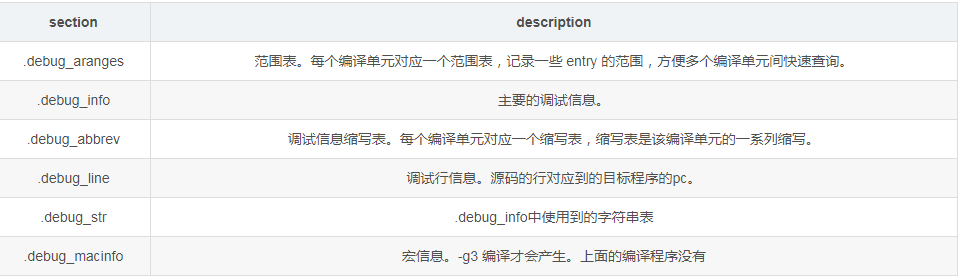 section description
.debug_aranges 范围表。每个编译单元对应一个范围表，记录一些 entry 的范围，方便多个编译单元间快速查询。
.debug_info 主要的调试信息。
.debug_abbrev 调试信息缩写表。每个编译单元对应一个缩写表，缩写表是该编译单元的一系列缩写。
.debug_line 调试行信息。源码的行对应到的目标程序的pc。
.debug_str .debug_info中使用到的字符串表
.debug_macinfo 宏信息。-g3 编译才会产生。上面的编译程序没有